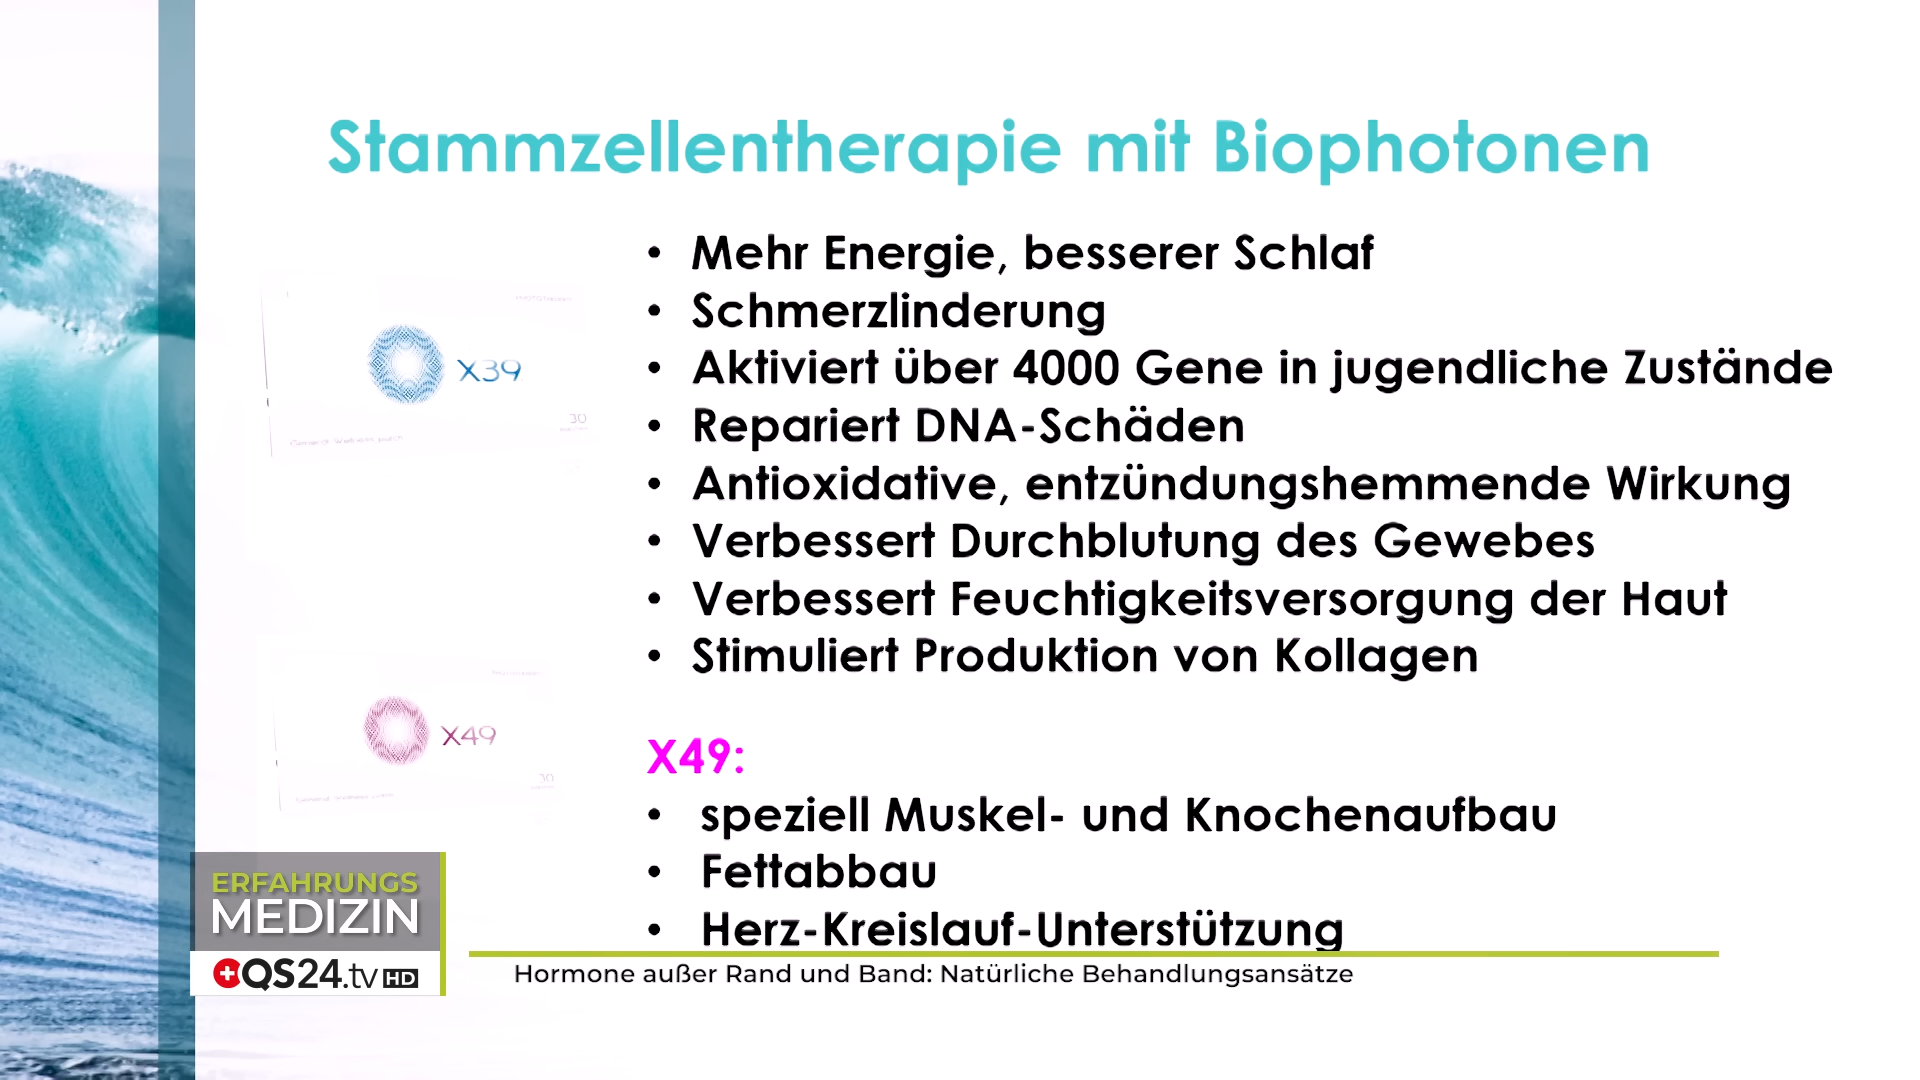 Stammzellentherapie mit Biophotonen
• Mehr Energie, besserer Schlaf
• Schmerzlinderung
• Aktiviert über 4000 Gene in jugendliche Zustände
• Repariert DNA-Schäden
• Antioxidative, entzündungshemmende Wirkung
• Verbessert Durchblutung des Gewebes
• Verbessert Feuchtigkeitsversorgung der Haut
• Stimuliert Produktion von Kollagen
X39
30
X49
30
X49:
• speziell Muskel- und Knochenaufbau
• Fettabbau
• Herz-Kreislauf-Unterstützung
ERFAHRUNGS
MEDIZIN
QS24.tv HD
Hormone außer Rand und Band: Natürliche Behandlungsansätze